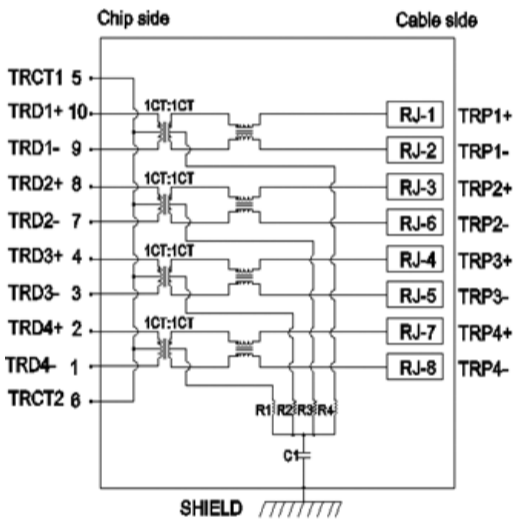 Chip side Cable side
TRCT1 5
1CT:1CT
TRD1+ 10 RJ-1 TRP1+
TRD1- 9 RJ-2 TRP1-
1CT:1CT
TRD2+ 8 RJ-3 TRP2+
TRD2- 7 RJ-6 TRP2-
1CT:1CT
TRD3+ 4 RJ-4 TRP3+
TRD3- 3 RJ-5 TRP3-
1CT:1CT
TRD4+ 2 RJ-7 TRP4+
TRD4- 1 RJ-8 TRP4-
TRCT2 6
R1 R2 R3 R4
C1
SHIELD